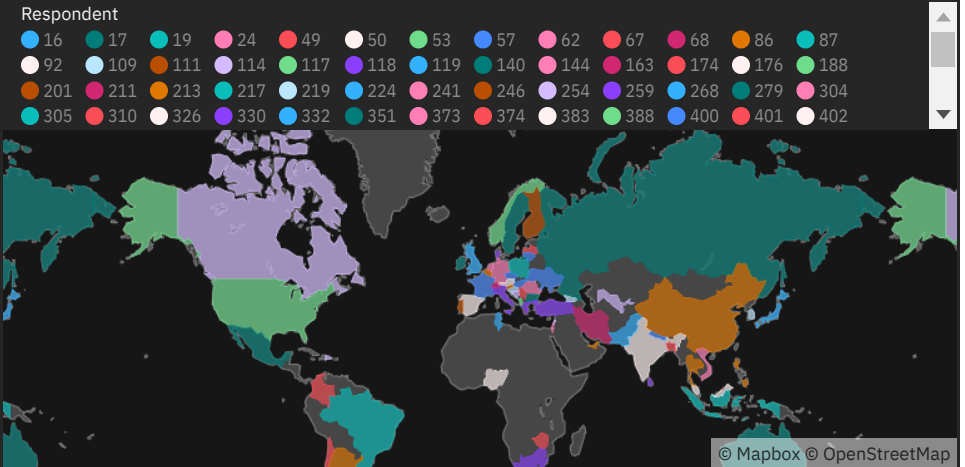 Respondent
16 17 19 24 49 50 53 57 62 67 68 86 87
92 109 111 114 117 118 119 140 144 163 174 176 188
201 211 213 217 219 224 241 246 254 259 268 279 304
305 310 326 330 332 351 373 374 383 388 400 401 402
© Mapbox © OpenStreetMap